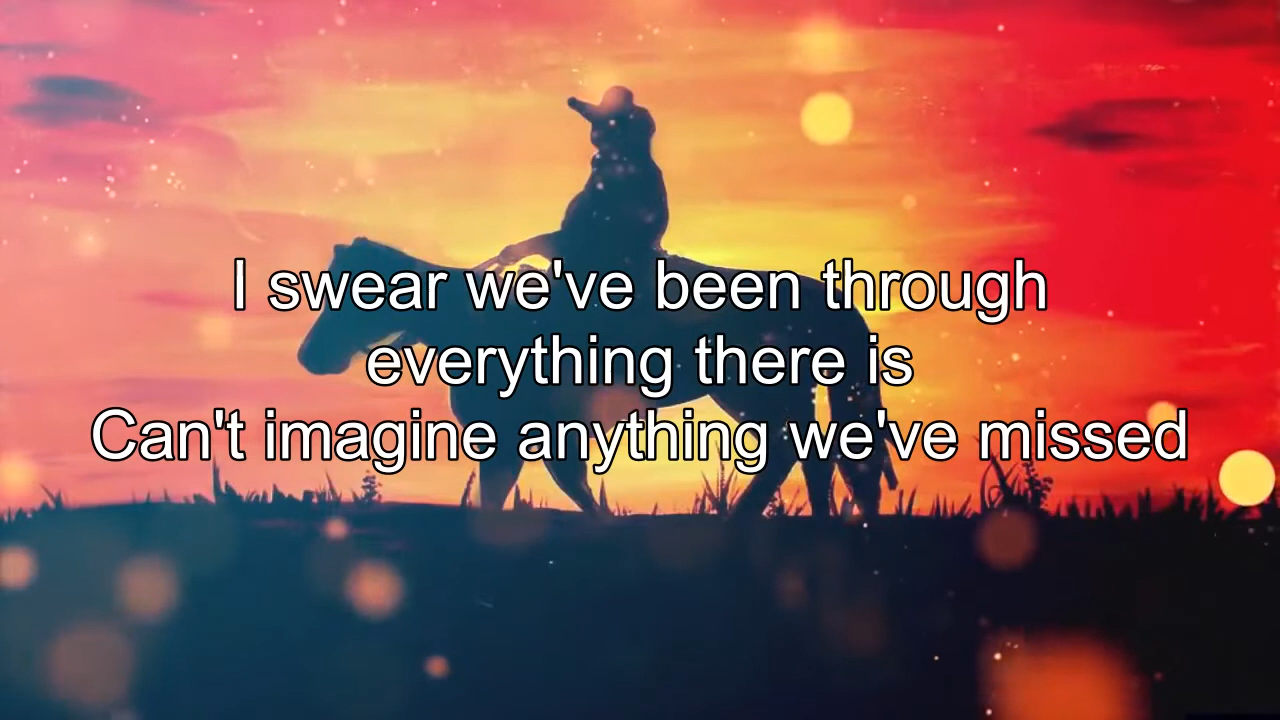 I swear we've been through
everything there is
Can't imagine anything we've missed